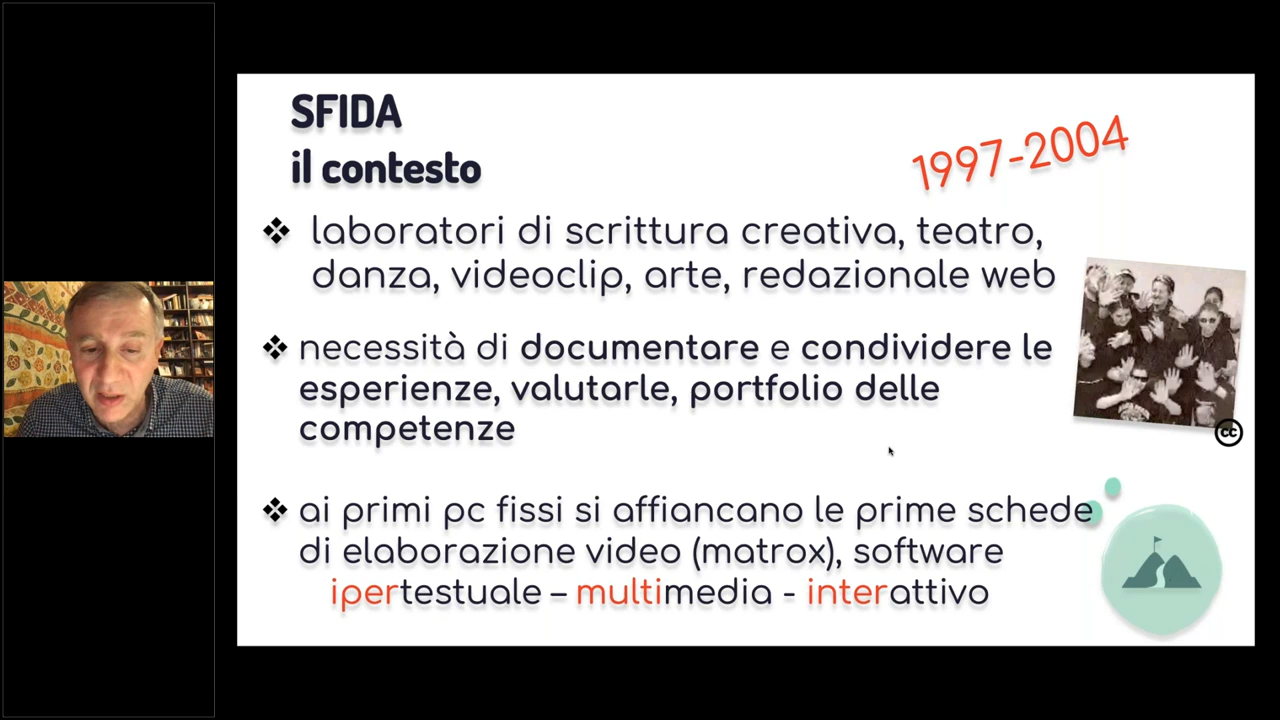 SFIDA
il contesto
1997-2004
❖ laboratori di scrittura creativa, teatro,
danza, videoclip, arte, redazionale web
❖ necessità di documentare e condividere le
esperienze, valutarle, portfolio delle
competenze
cc
❖ ai primi pc fissi si affiancano le prime schede
di elaborazione video (matrox), software
ipertestuale – multimedia - interattivo